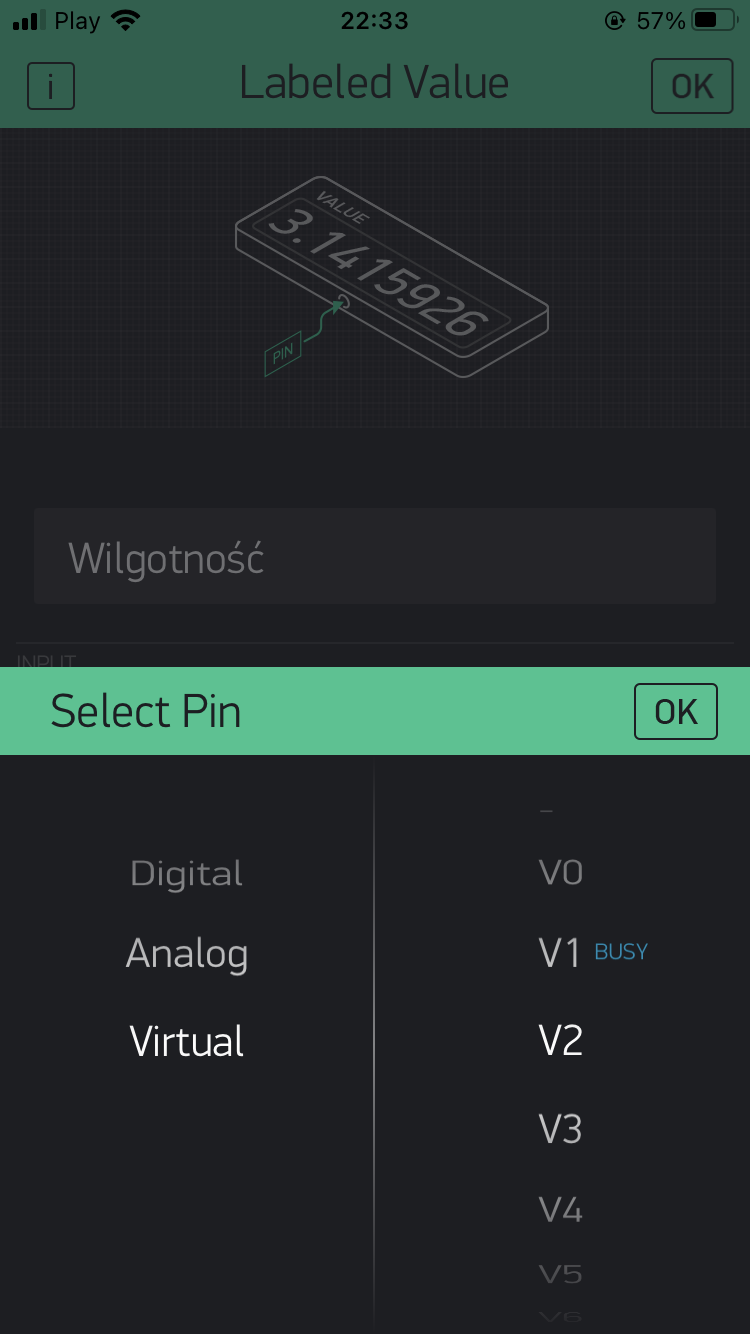 Play 22:33 57%
i Labeled Value OK
VALUE
3.1415926
PIN
Wilgotność
INPUT
Select Pin OK
–
Digital V0
Analog V1 BUSY
Virtual V2
V3
V4
V5
V6